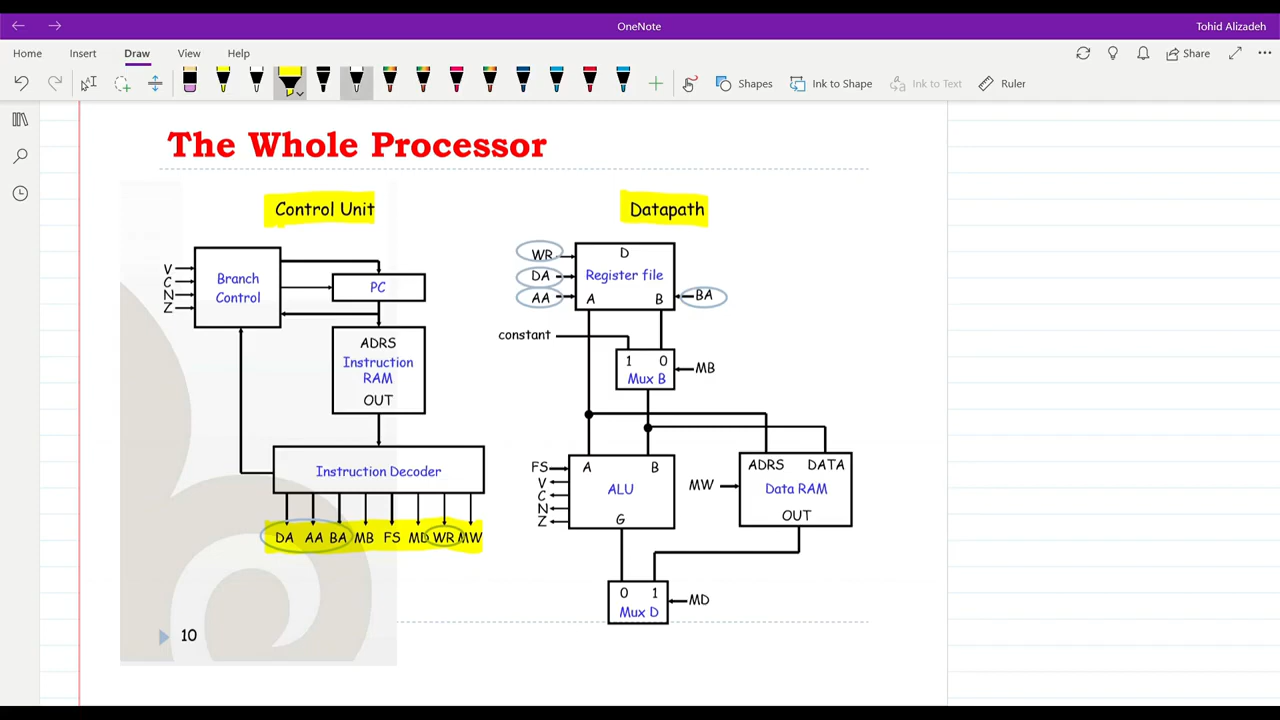 OneNote
Tohid Alizadeh
Home Insert Draw View Help
Share
Shapes Ink to Shape Ink to Text Ruler
The Whole Processor
Control Unit
V
C
N
Z
Branch
Control
PC
ADRS
Instruction
RAM
OUT
Instruction Decoder
DA AA BA MB FS MD WR MW
10
Datapath
WR
DA
AA
D
Register file
A B
BA
constant
1 0
Mux B
MB
FS
V
C
N
Z
A B
ALU
G
MW
ADRS DATA
Data RAM
OUT
0 1
Mux D
MD